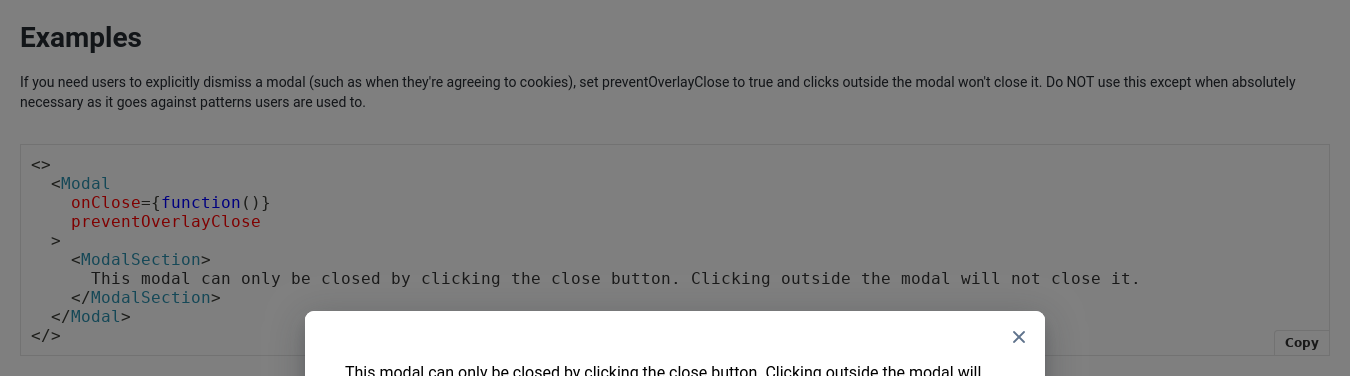 Examples
If you need users to explicitly dismiss a modal (such as when they're agreeing to cookies), set preventOverlayClose to true and clicks outside the modal won't close it. Do NOT use this except when absolutely
necessary as it goes against patterns users are used to.
<>
  <Modal
    onClose={function()}
    preventOverlayClose
  >
    <ModalSection>
      This modal can only be closed by clicking the close button. Clicking outside the modal will not close it.
    </ModalSection>
  </Modal>
</>
Copy
This modal can only be closed by clicking the close button. Clicking outside the modal will